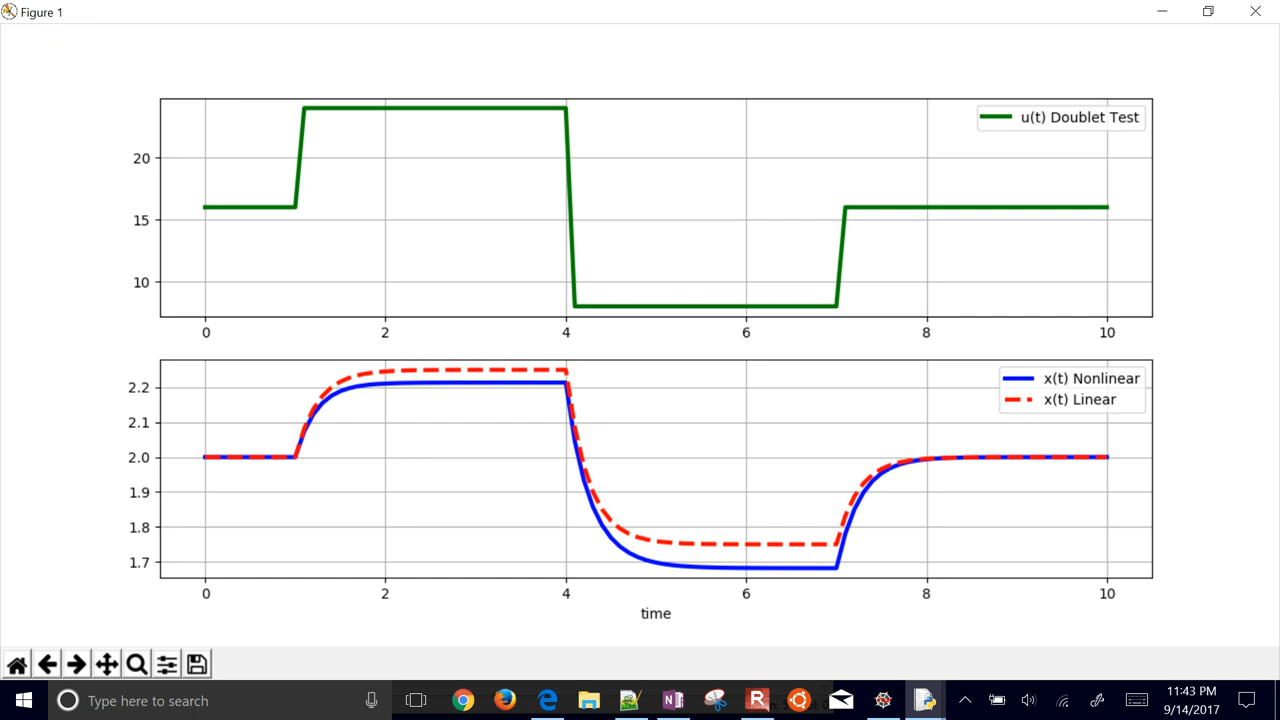 Figure 1
u(t) Doublet Test
20
15
10
0 2 4 6 8 10
x(t) Nonlinear
x(t) Linear
2.2
2.1
2.0
1.9
1.8
1.7
0 2 4 6 8 10
time
Type here to search
11:43 PM
9/14/2017